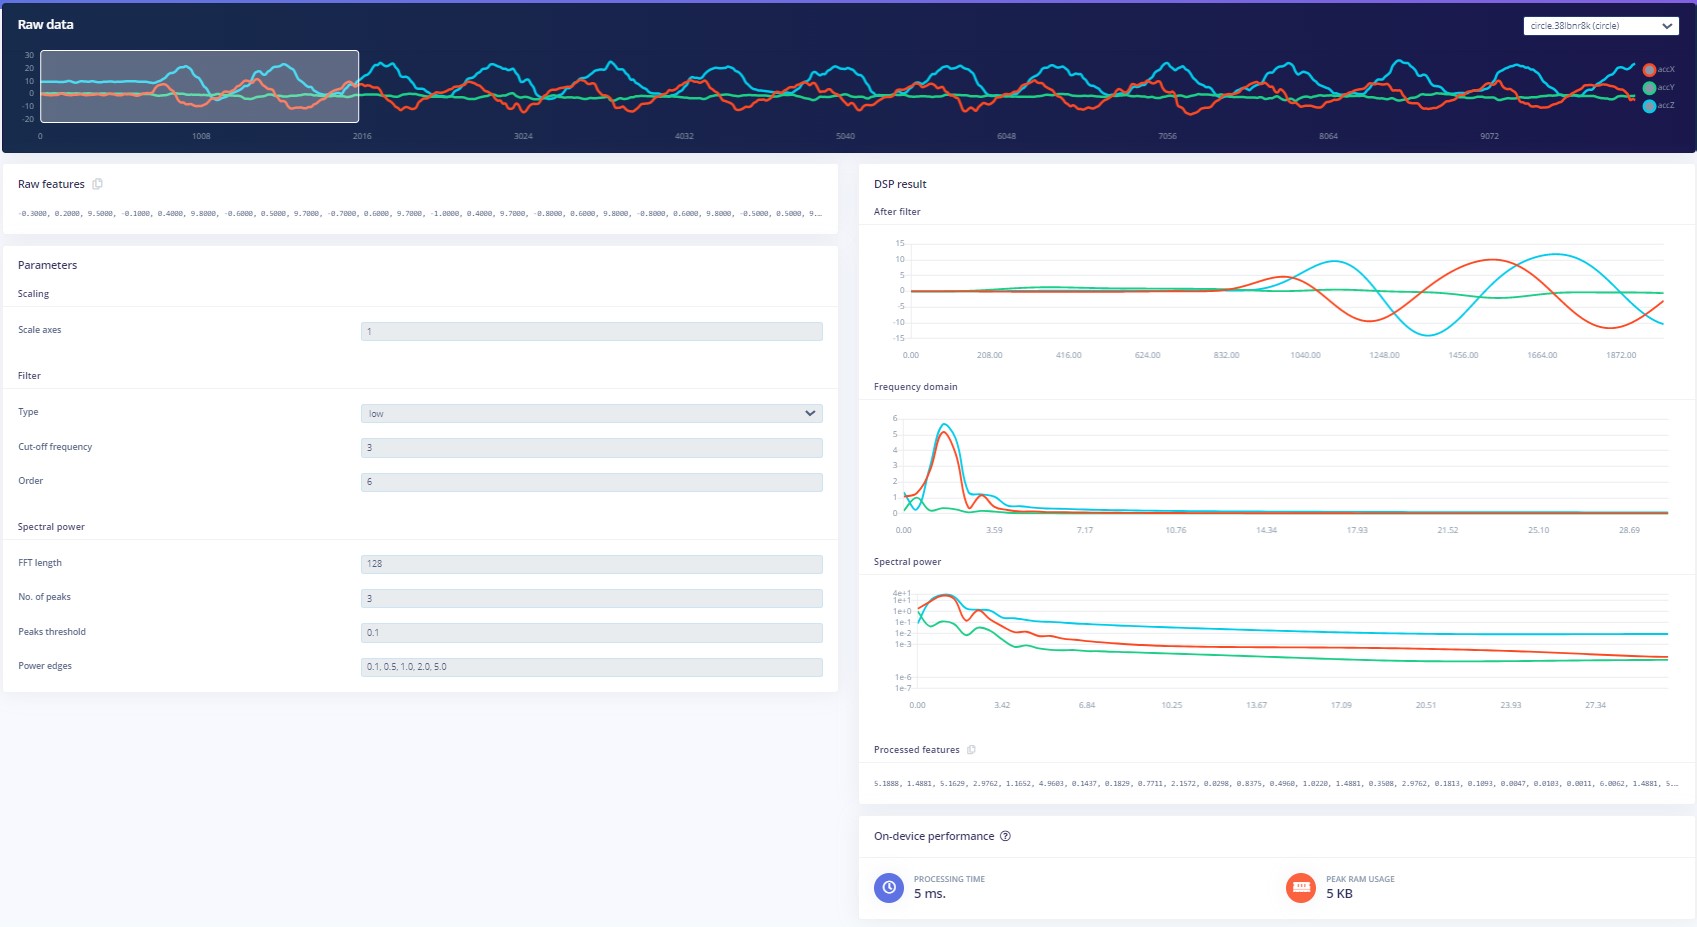 Raw data
circle.38lbnr8k (circle)
30
20
10
0
-10
-20
0 1008 2016 3024 4032 5040 6048 7056 8064 9072
accX
accY
accZ
Raw features
-0.3000, 0.2000, 9.5000, -0.1000, 0.4000, 9.8000, -0.6000, 0.5000, 9.7000, -0.7000, 0.6000, 9.7000, -1.0000, 0.4000, 9.7000, -0.8000, 0.6000, 9.8000, -0.8000, 0.6000, 9.8000, -0.5000, 0.5000, 9...
Parameters
Scaling
Scale axes 1
Filter
Type low
Cut-off frequency 3
Order 6
Spectral power
FFT length 128
No. of peaks 3
Peaks threshold 0.1
Power edges 0.1, 0.5, 1.0, 2.0, 5.0
DSP result
After filter
15
10
5
0
-5
-10
-15
0.00 208.00 416.00 624.00 832.00 1040.00 1248.00 1456.00 1664.00 1872.00
Frequency domain
6
5
4
3
2
1
0
0.00 3.59 7.17 10.76 14.34 17.93 21.52 25.10 28.69
Spectral power
4e+1
1e+1
1e+0
1e-1
1e-2
1e-3
1e-6
1e-7
0.00 3.42 6.84 10.25 13.67 17.09 20.51 23.93 27.34
Processed features
5.1888, 1.4881, 5.1629, 2.9762, 1.1652, 4.9603, 0.1437, 0.1829, 0.7711, 2.1572, 0.0298, 0.8375, 0.4960, 1.0220, 1.4881, 0.3508, 2.9762, 0.1813, 0.1093, 0.0047, 0.0103, 0.0011, 6.0062, 1.4881, 5...
On-device performance
PROCESSING TIME
5 ms.
PEAK RAM USAGE
5 KB